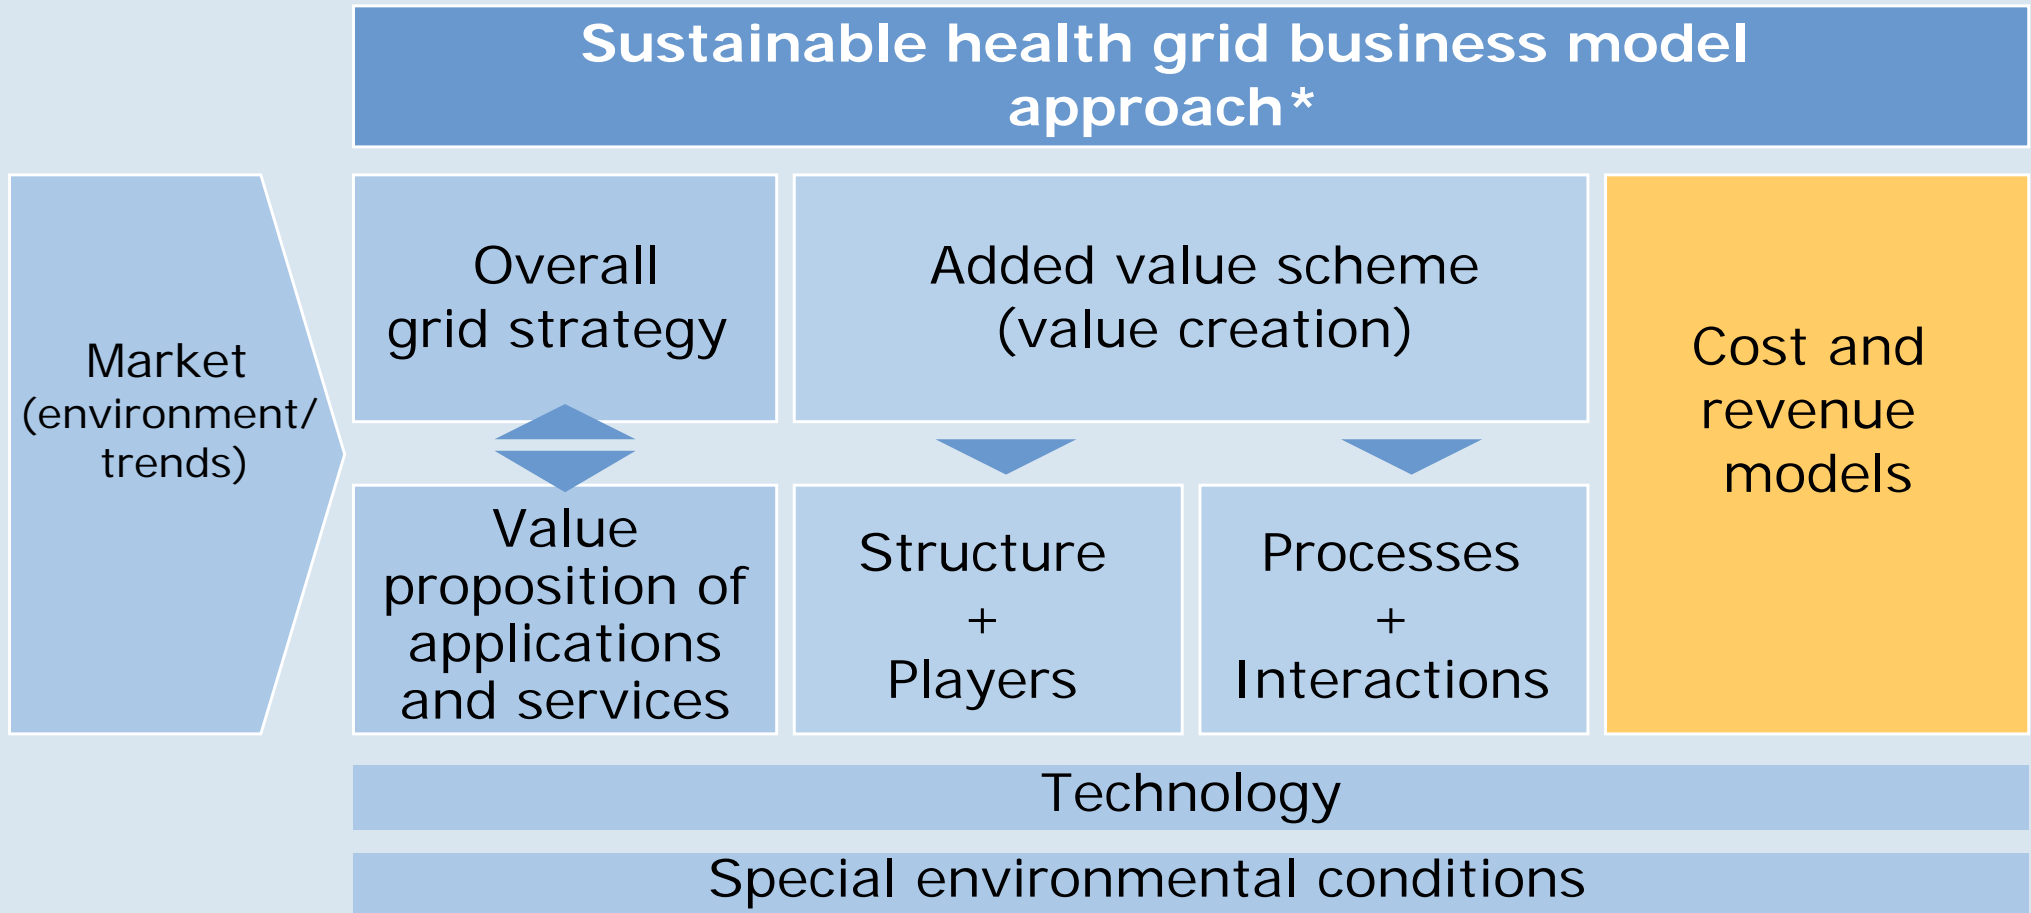 Sustainable health grid business model
approach*
Market
(environment/
trends)
Overall
grid strategy
Added value scheme
(value creation)
Cost and
revenue
models
Value
proposition of
applications
and services
Structure
+
Players
Processes
+
Interactions
Technology
Special environmental conditions